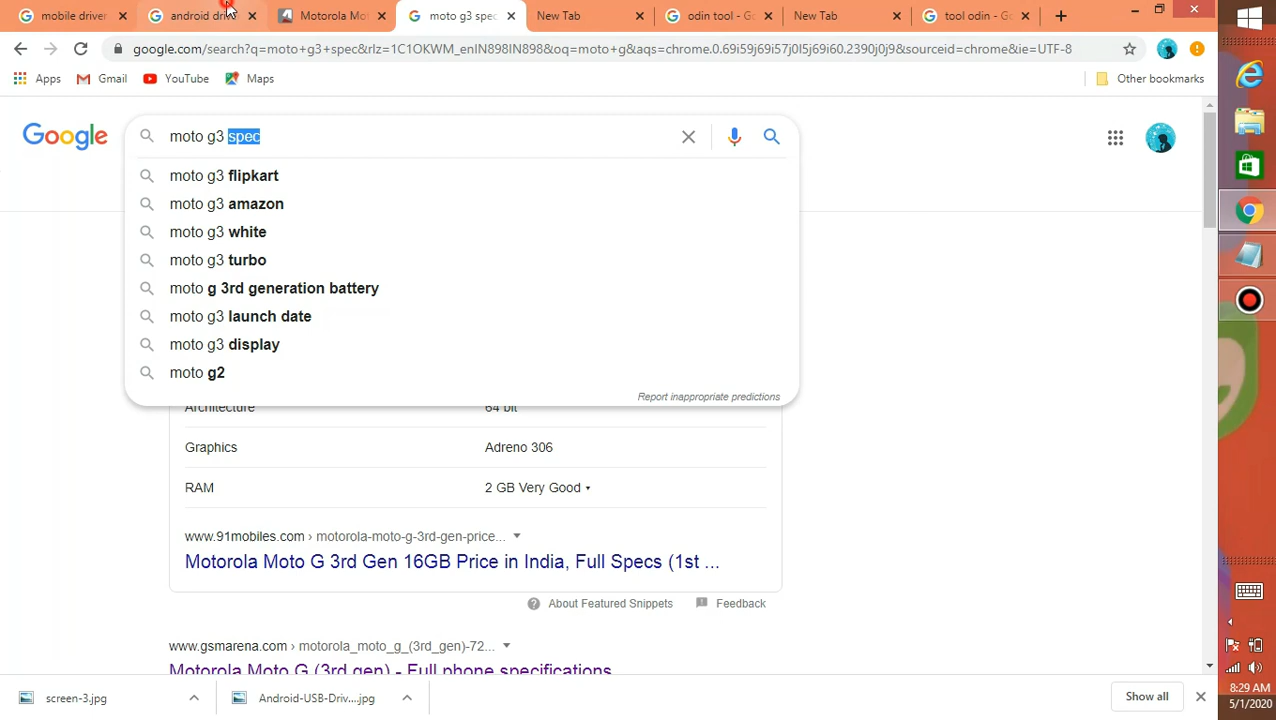 mobile driver
android driv
Motorola Mot
moto g3 spec
New Tab
odin tool - Go
New Tab
tool odin - Go
google.com/search?q=moto+g3+spec&rlz=1C1OKWM_enIN898IN898&oq=moto+g&aqs=chrome.0.69i59j69i57j0l5j69i60.2390j0j9&sourceid=chrome&ie=UTF-8
Apps
Gmail
YouTube
Maps
Other bookmarks
Google
moto g3 spec
moto g3 flipkart
moto g3 amazon
moto g3 white
moto g3 turbo
moto g 3rd generation battery
moto g3 launch date
moto g3 display
moto g2
Report inappropriate predictions
Architecture 64 bit
Graphics Adreno 306
RAM 2 GB Very Good
www.91mobiles.com › motorola-moto-g-3rd-gen-price...
Motorola Moto G 3rd Gen 16GB Price in India, Full Specs (1st ...
About Featured Snippets Feedback
www.gsmarena.com › motorola_moto_g_(3rd_gen)-72...
Motorola Moto G (3rd gen) - Full phone specifications
screen-3.jpg
Android-USB-Driv....jpg
Show all
8:29 AM
5/1/2020